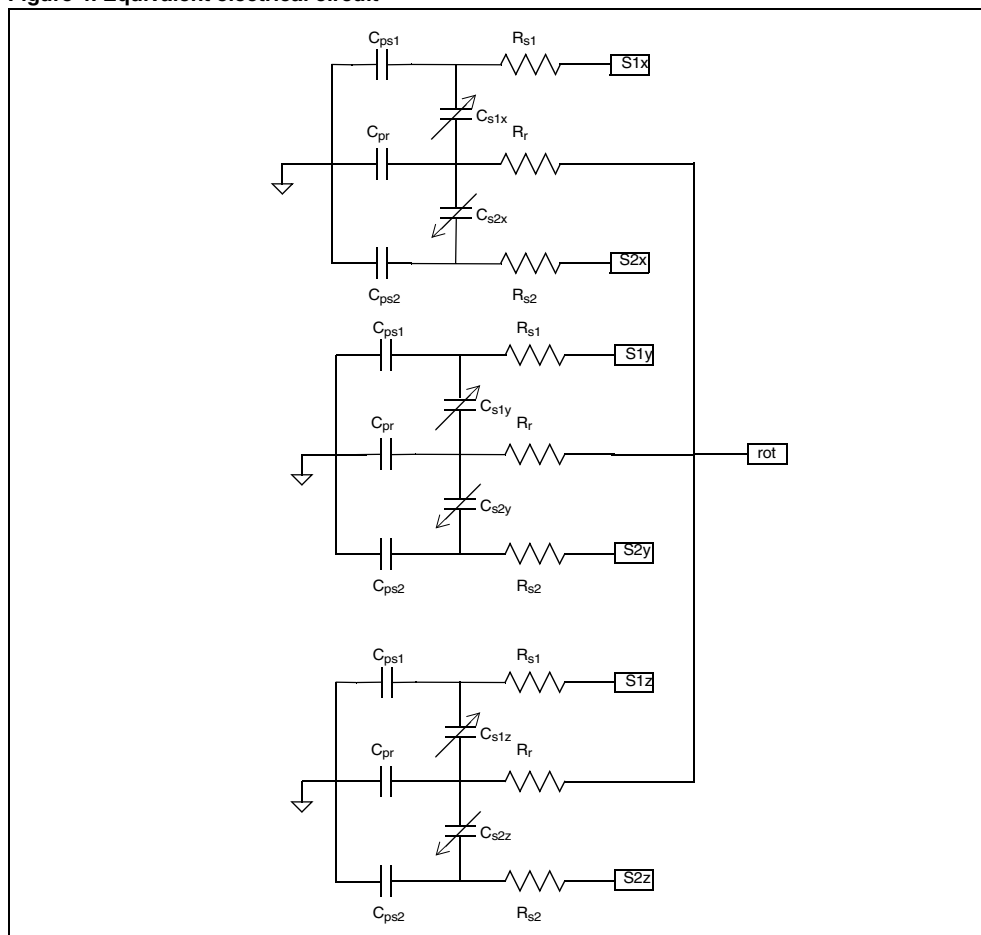 Figure 4. Equivalent electrical circuit
Cps1
Rs1
S1x
Cs1x
Cpr
Rr
Cs2x
S2x
Cps2
Rs2
Cps1
Rs1
S1y
Cs1y
Cpr
Rr
rot
Cs2y
S2y
Cps2
Rs2
Cps1
Rs1
S1z
Cs1z
Cpr
Rr
Cs2z
S2z
Cps2
Rs2